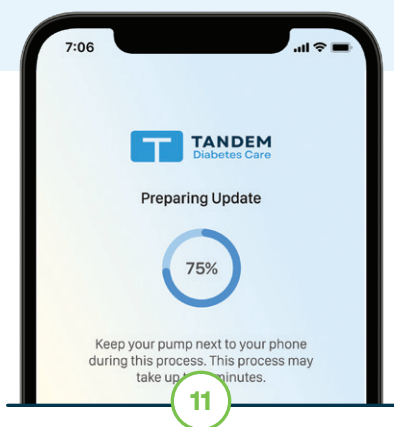 7:06
TANDEM
Diabetes Care
Preparing Update
75%
Keep your pump next to your phone
during this process. This process may
take up minutes.
11